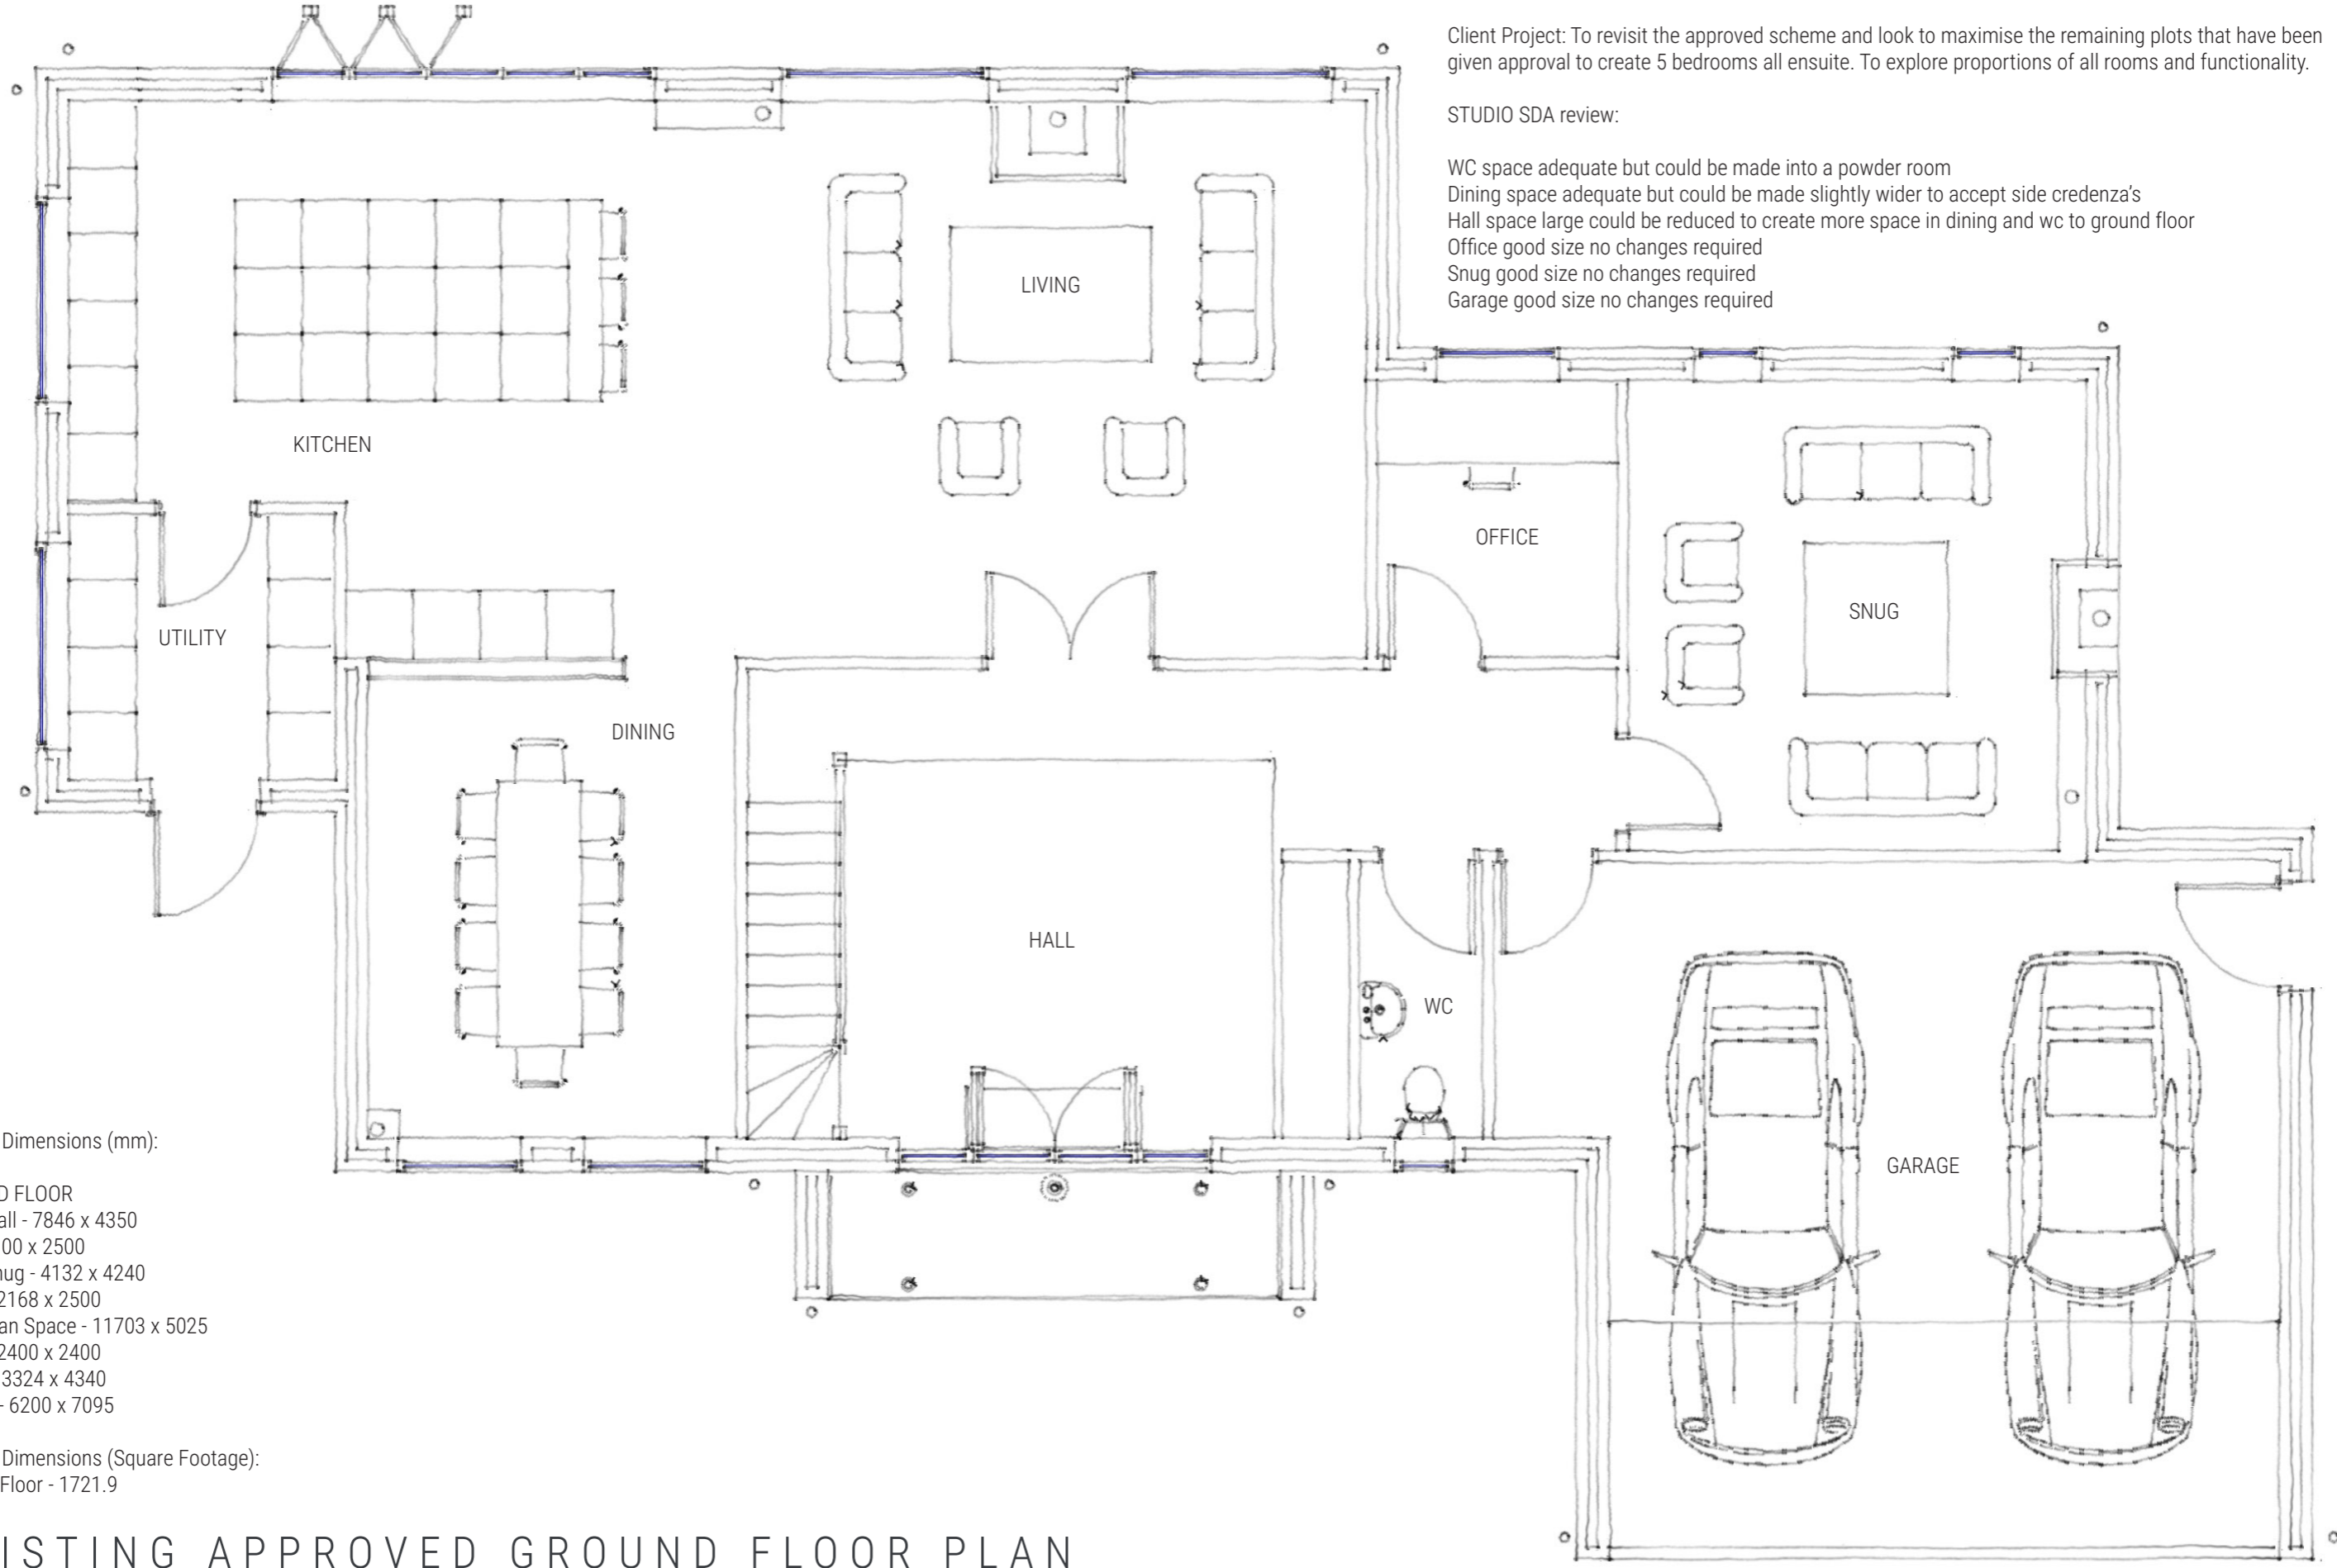 Client Project: To revisit the approved scheme and look to maximise the remaining plots that have been
given approval to create 5 bedrooms all ensuite. To explore proportions of all rooms and functionality.
STUDIO SDA review:
WC space adequate but could be made into a powder room
Dining space adequate but could be made slightly wider to accept side credenza's
Hall space large could be reduced to create more space in dining and wc to ground floor
Office good size no changes required
Snug good size no changes required
Garage good size no changes required
LIVING
KITCHEN
OFFICE
SNUG
UTILITY
DINING
HALL
WC
GARAGE
Dimensions (mm):
D FLOOR
all - 7846 x 4350
00 x 2500
nug - 4132 x 4240
2168 x 2500
an Space - 11703 x 5025
2400 x 2400
3324 x 4340
- 6200 x 7095
Dimensions (Square Footage):
Floor - 1721.9
ISTING APPROVED GROUND FLOOR PLAN